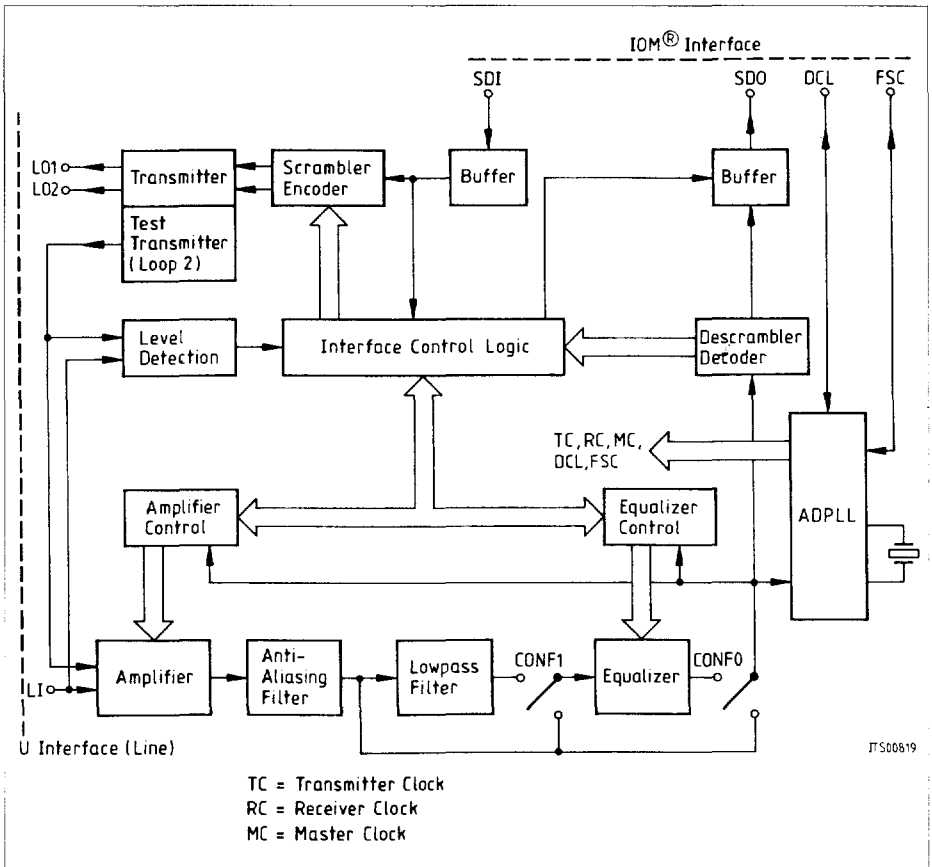 IOM® Interface
SDI
SDO
DCL
FSC
LO1
LO2
Transmitter
Scrambler
Encoder
Buffer
Buffer
Test
Transmitter
(Loop 2)
Level
Detection
Interface Control Logic
Descrambler
Decoder
TC,RC,MC,
DCL,FSC
ADPLL
Amplifier
Control
Equalizer
Control
LI
Amplifier
Anti-
Aliasing
Filter
Lowpass
Filter
CONF1
Equalizer
CONF0
U Interface (Line)
ITS00819
TC = Transmitter Clock
RC = Receiver Clock
MC = Master Clock